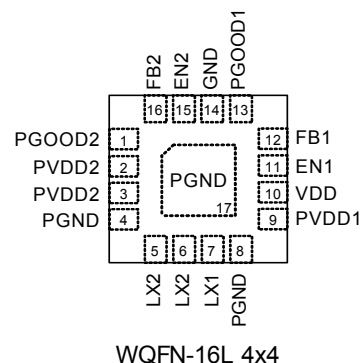 FB2
EN2
GND
PGOOD1
16
15
14
13
PGOOD2
1
PVDD2
2
PVDD2
3
PGND
4
12
FB1
11
EN1
10
VDD
9
PVDD1
PGND
17
5
6
7
8
LX2
LX2
LX1
PGND
WQFN-16L 4x4